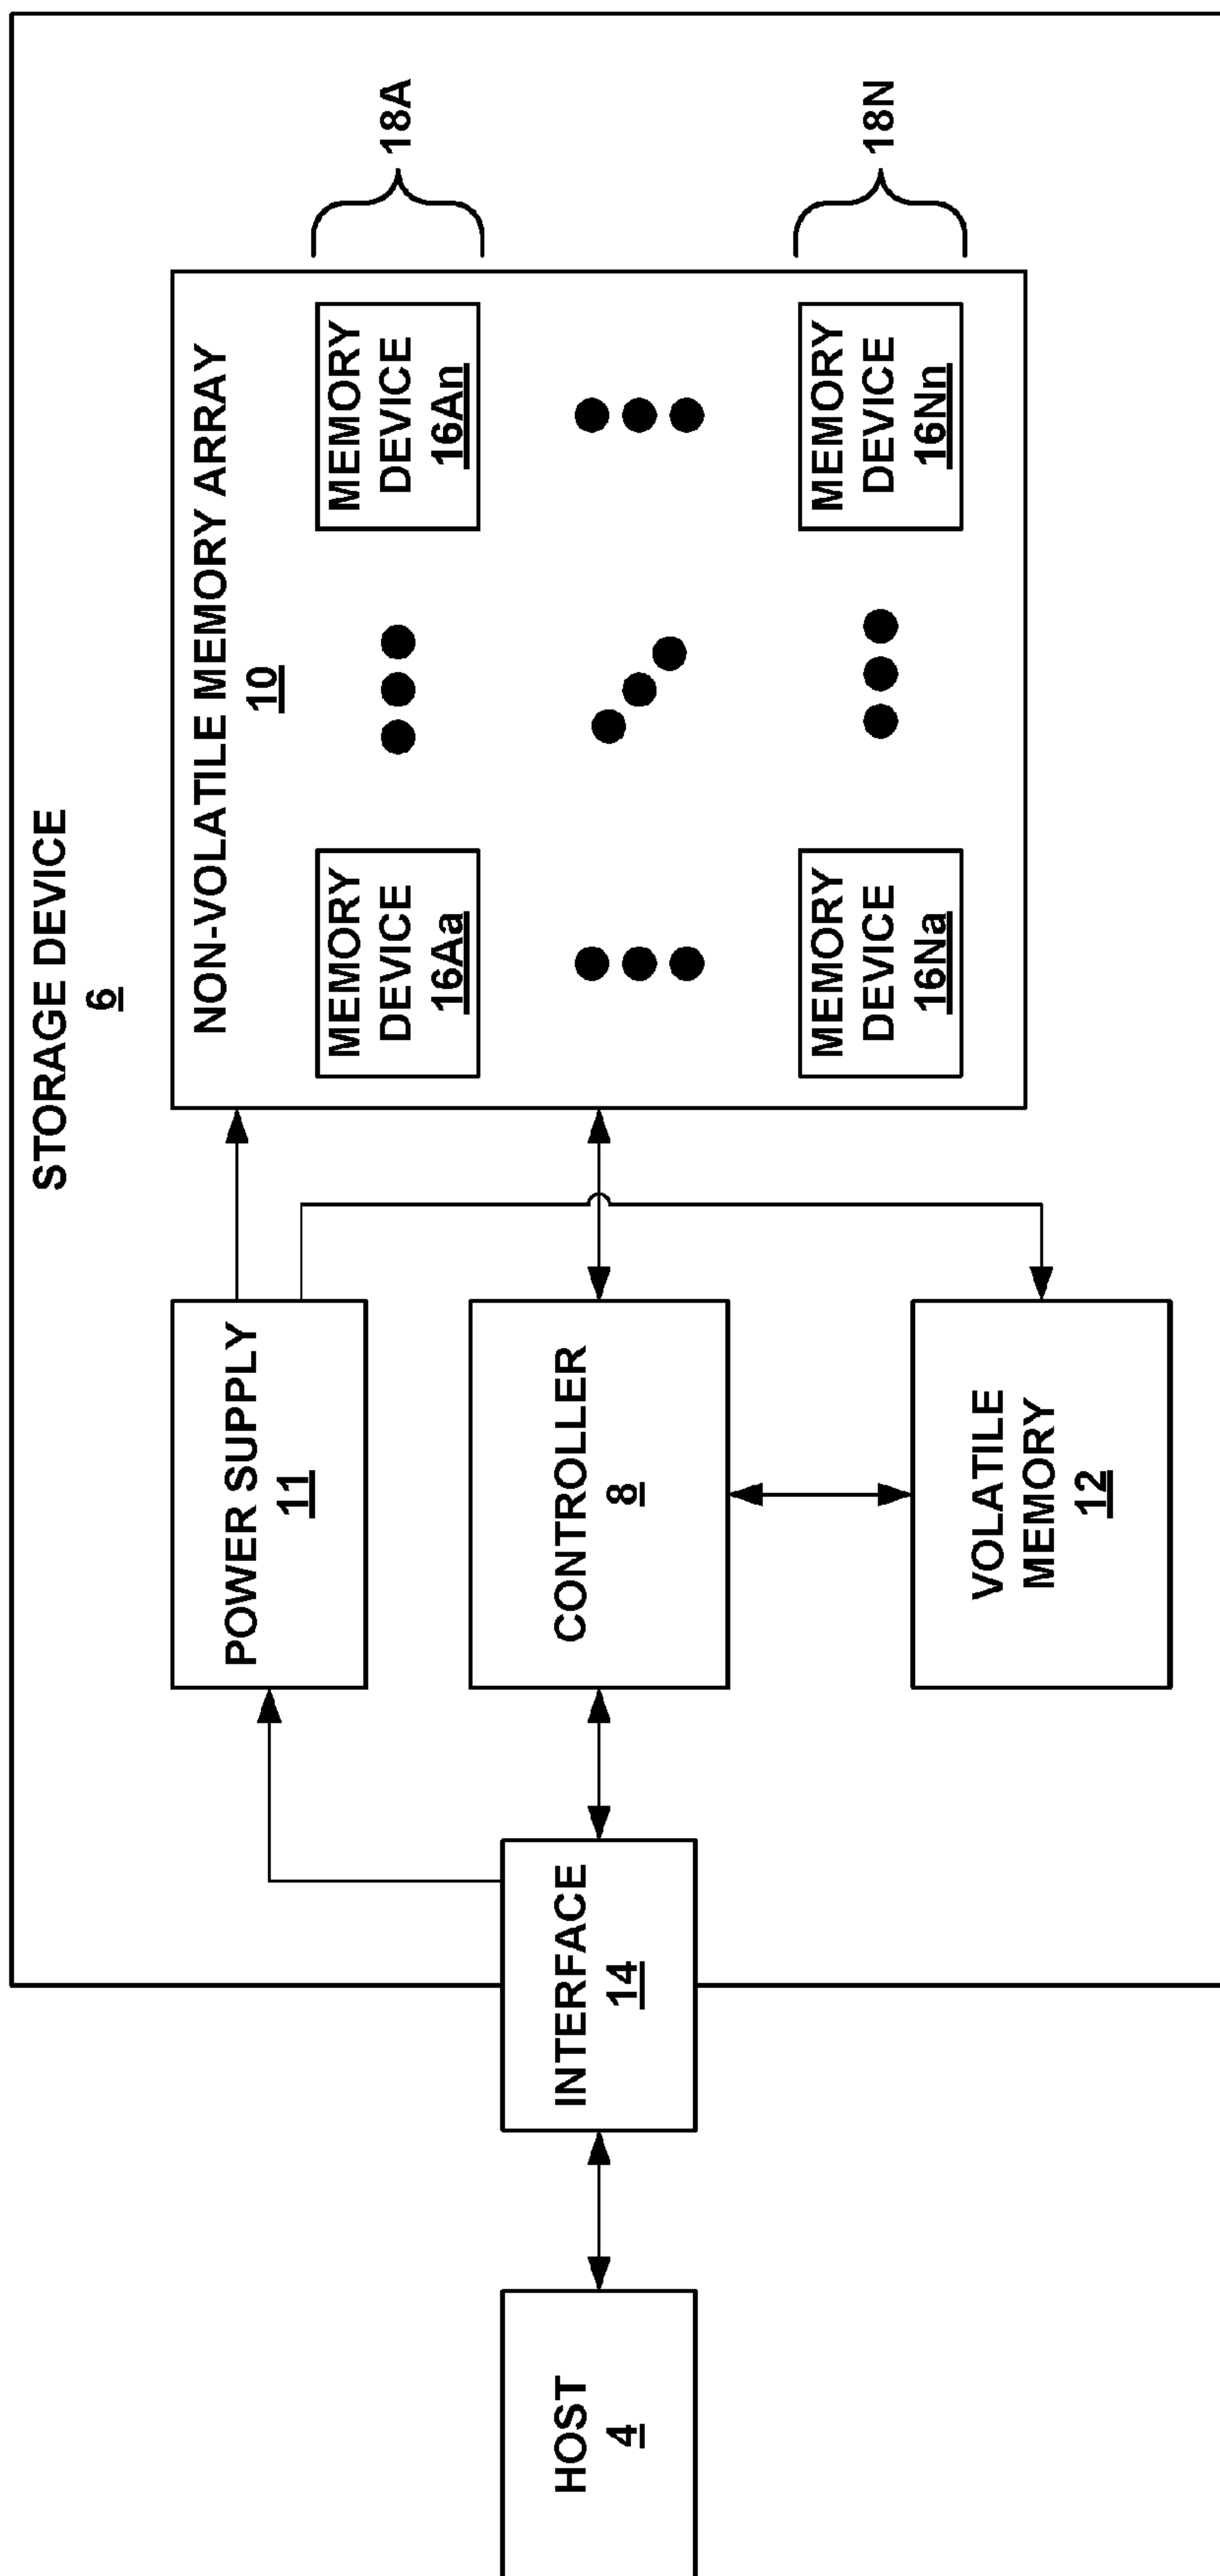 STORAGE DEVICE
6
NON-VOLATILE MEMORY ARRAY
10
MEMORY
DEVICE
16Aa
MEMORY
DEVICE
16An
18A
MEMORY
DEVICE
16Na
MEMORY
DEVICE
16Nn
18N
POWER SUPPLY
11
CONTROLLER
8
VOLATILE
MEMORY
12
INTERFACE
14
HOST
4